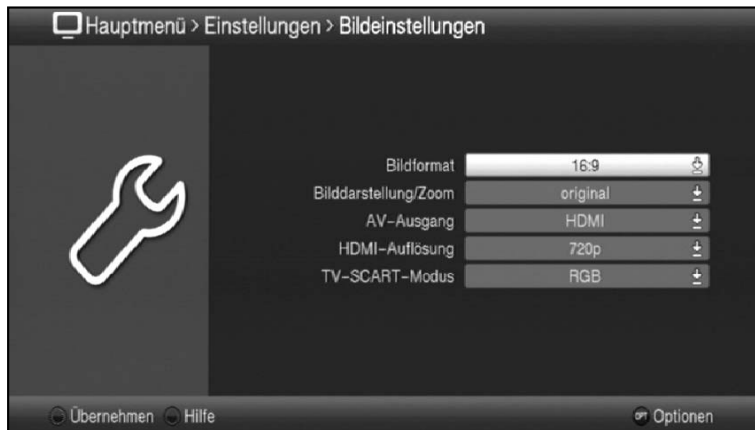 Hauptmenü > Einstellungen > Bildeinstellungen
Bildformat 16:9
Bilddarstellung/Zoom original
AV-Ausgang HDMI
HDMI-Auflösung 720p
TV-SCART-Modus RGB
Übernehmen Hilfe OPT Optionen